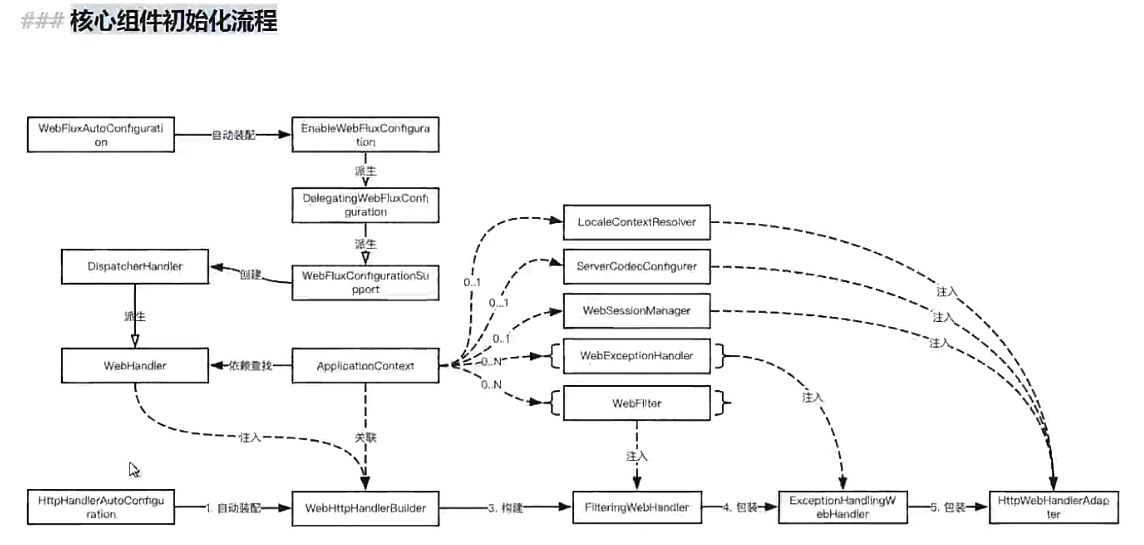 ### 核心组件初始化流程
WebFluxAutoConfigurati
on
自动装配
EnableWebFluxConfigura
tion
派生
DelegatingWebFluxConfi
guration
派生
DispatcherHandler
创建
WebFluxConfigurationSu
pport
派生
LocaleContextResolver
ServerCodecConfigurer
WebSessionManager
WebExceptionHandler
WebFilter
0..1
0..1
0..1
0..N
0..N
注入
注入
注入
WebHandler
依赖查找
ApplicationContext
注入
关联
注入
注入
HttpHandlerAutoConfigu
ration
1. 自动装配
WebHttpHandlerBuilder
3. 构建
FilteringWebHandler
4. 包装
ExceptionHandlingW
ebHandler
5. 包装
HttpWebHandlerAdap
ter